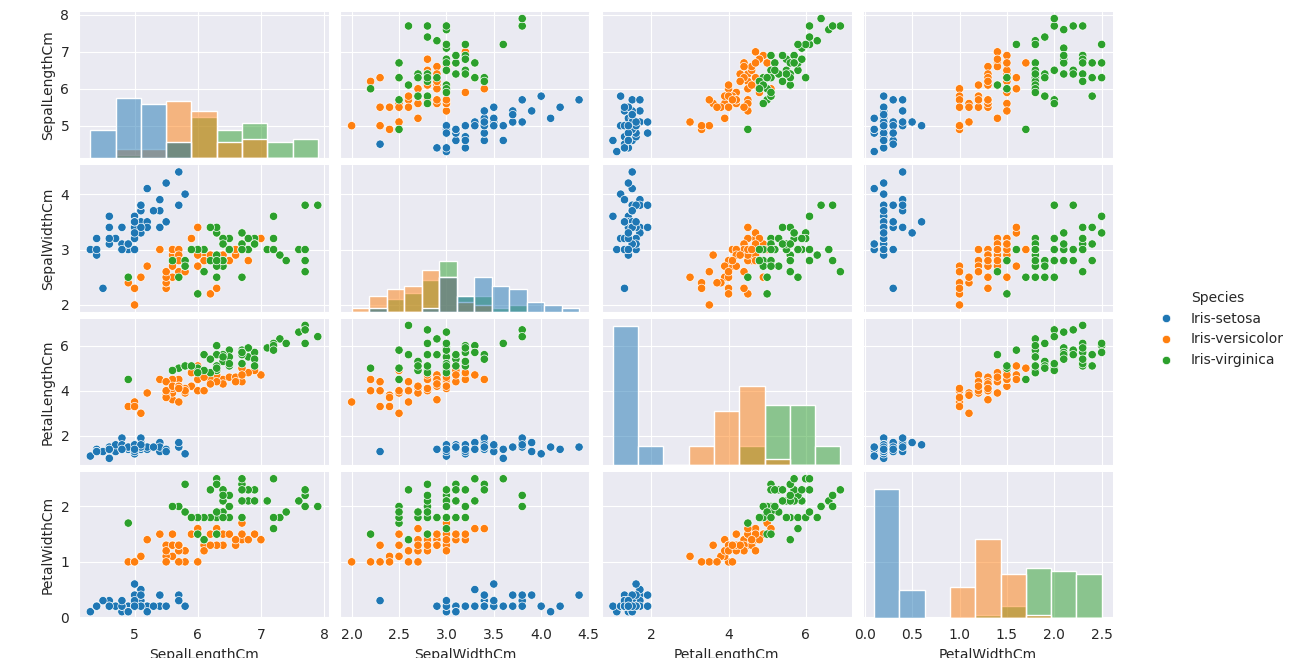 SepalLengthCm
8
7
6
5
SepalWidthCm
4
3
2
PetalLengthCm
6
4
2
PetalWidthCm
2
1
0
5 6 7 8
2.0 2.5 3.0 3.5 4.0 4.5
2 4 6
0.0 0.5 1.0 1.5 2.0 2.5
SepalLengthCm
SepalWidthCm
PetalLengthCm
PetalWidthCm
Species
Iris-setosa
Iris-versicolor
Iris-virginica